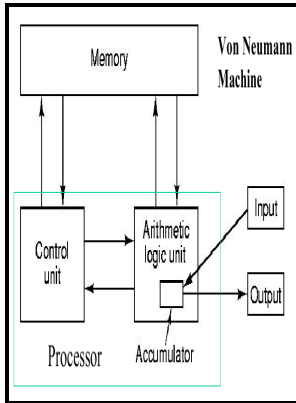 Memory
Von Neumann
Machine
Control
unit
Arithmetic
logic unit
Input
Output
Processor
Accumulator